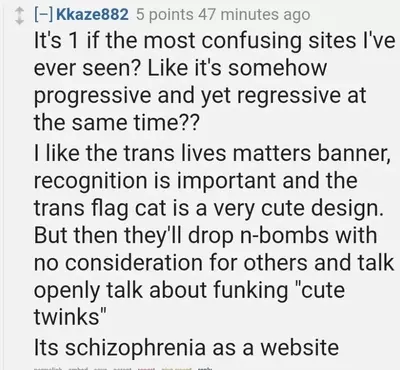 [–] Kkaze882 5 points 47 minutes ago
It's 1 if the most confusing sites I've
ever seen? Like it's somehow
progressive and yet regressive at
the same time??
I like the trans lives matters banner,
recognition is important and the
trans flag cat is a very cute design.
But then they'll drop n-bombs with
no consideration for others and talk
openly talk about funking "cute
twinks"
Its schizophrenia as a website